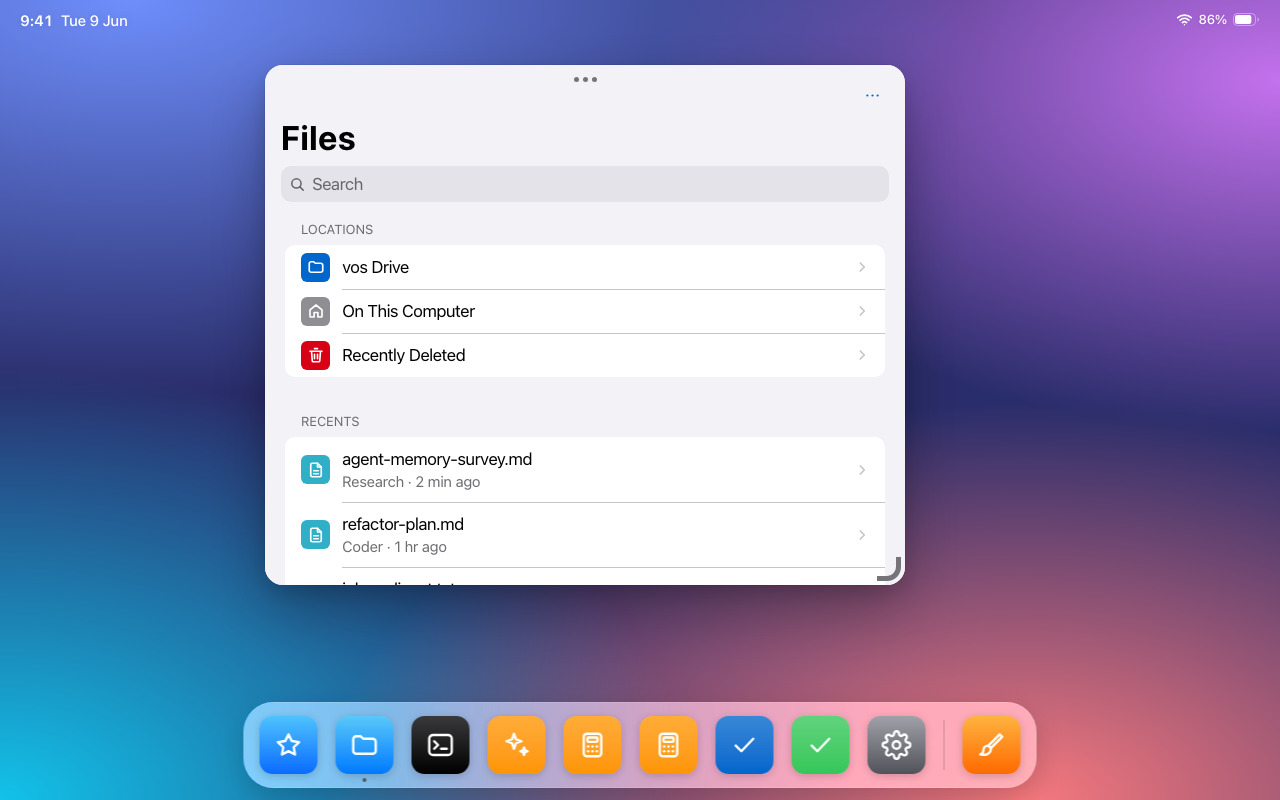 9:41 Tue 9 Jun
86%
Files
Search
LOCATIONS
vos Drive
On This Computer
Recently Deleted
RECENTS
agent-memory-survey.md
Research · 2 min ago
refactor-plan.md
Coder · 1 hr ago